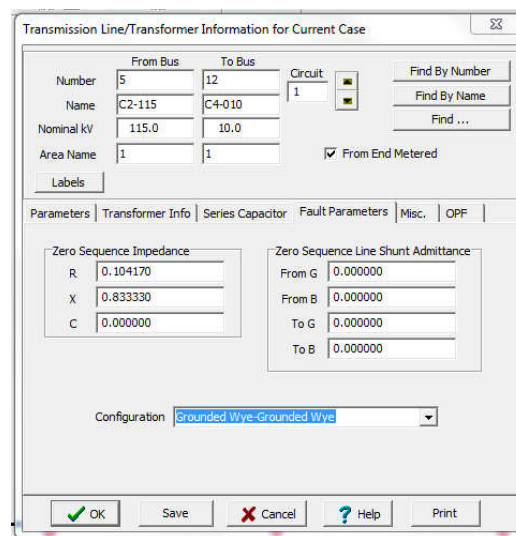 Transmission Line/Transformer Information for Current Case
From Bus To Bus Circuit
Number 5 12 1 Find By Number
Name C2-115 C4-010 Find By Name
Nominal kV 115.0 10.0 Find ...
Area Name 1 1 From End Metered
Labels
Parameters Transformer Info Series Capacitor Fault Parameters Misc. OPF
Zero Sequence Impedance Zero Sequence Line Shunt Admittance
R 0.104170 From G 0.000000
X 0.833330 From B 0.000000
C 0.000000 To G 0.000000
To B 0.000000
Configuration Grounded Wye-Grounded Wye
OK Save Cancel ? Help Print